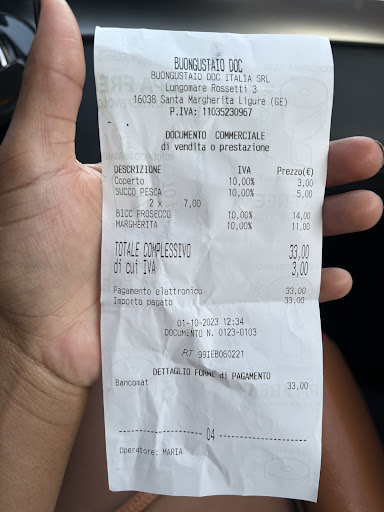 BUONGUSTAIO DOC
BUONGUSTAIO DOC ITALIA SRL
Lungomare Rossetti 3
16038 Santa Margherita Ligure (GE)
P.IVA: 11035230967
DOCUMENTO COMMERCIALE
di vendita o prestazione
DESCRIZIONE IVA Prezzo(€)
Coperto 10,00% 3,00
SUCCO PESCA 10,00% 5,00
2 x 7,00
BICC PROSECCO 10,00% 14,00
MARGHERITA 10,00% 11,00
TOTALE COMPLESSIVO 33,00
di cui IVA 3,00
Pagamento elettronico 33,00
Importo pagato 33,00
01-10-2023 12:34
DOCUMENTO N. 0123-0103
RT 99IEB060221
DETTAGLIO FORME di PAGAMENTO
Bancomat 33,00
04
Operatore: MARIA